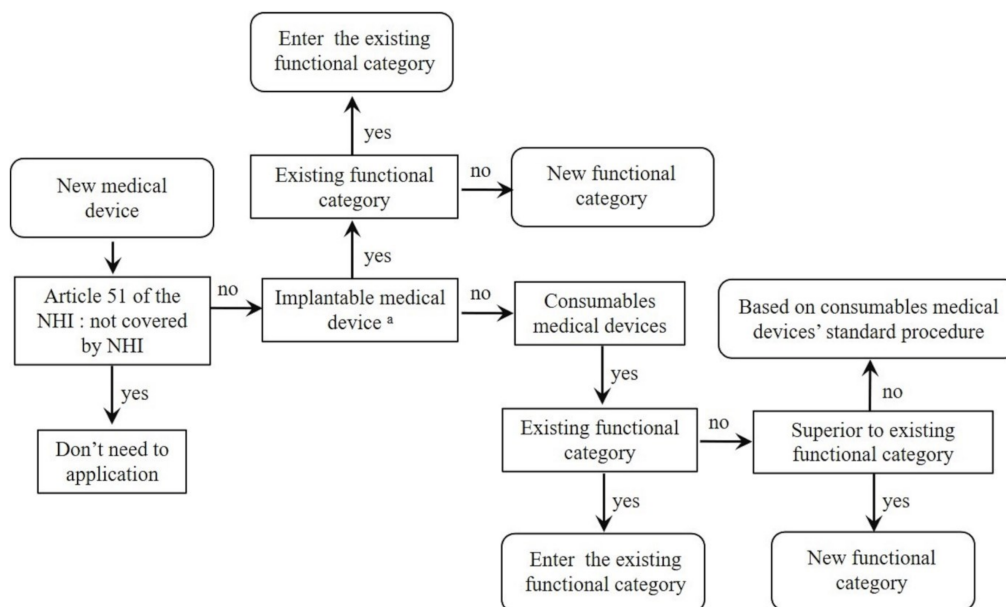 Enter the existing
functional category
yes
Existing functional
category
no
New functional
category
New medical
device
yes
Article 51 of the
NHI : not covered
by NHI
no
Implantable medical
device a
no
Consumables
medical devices
Based on consumables medical
devices’ standard procedure
yes
Don’t need to
application
yes
Existing functional
category
no
Superior to existing
functional category
no
yes
Enter the existing
functional category
yes
New functional
category